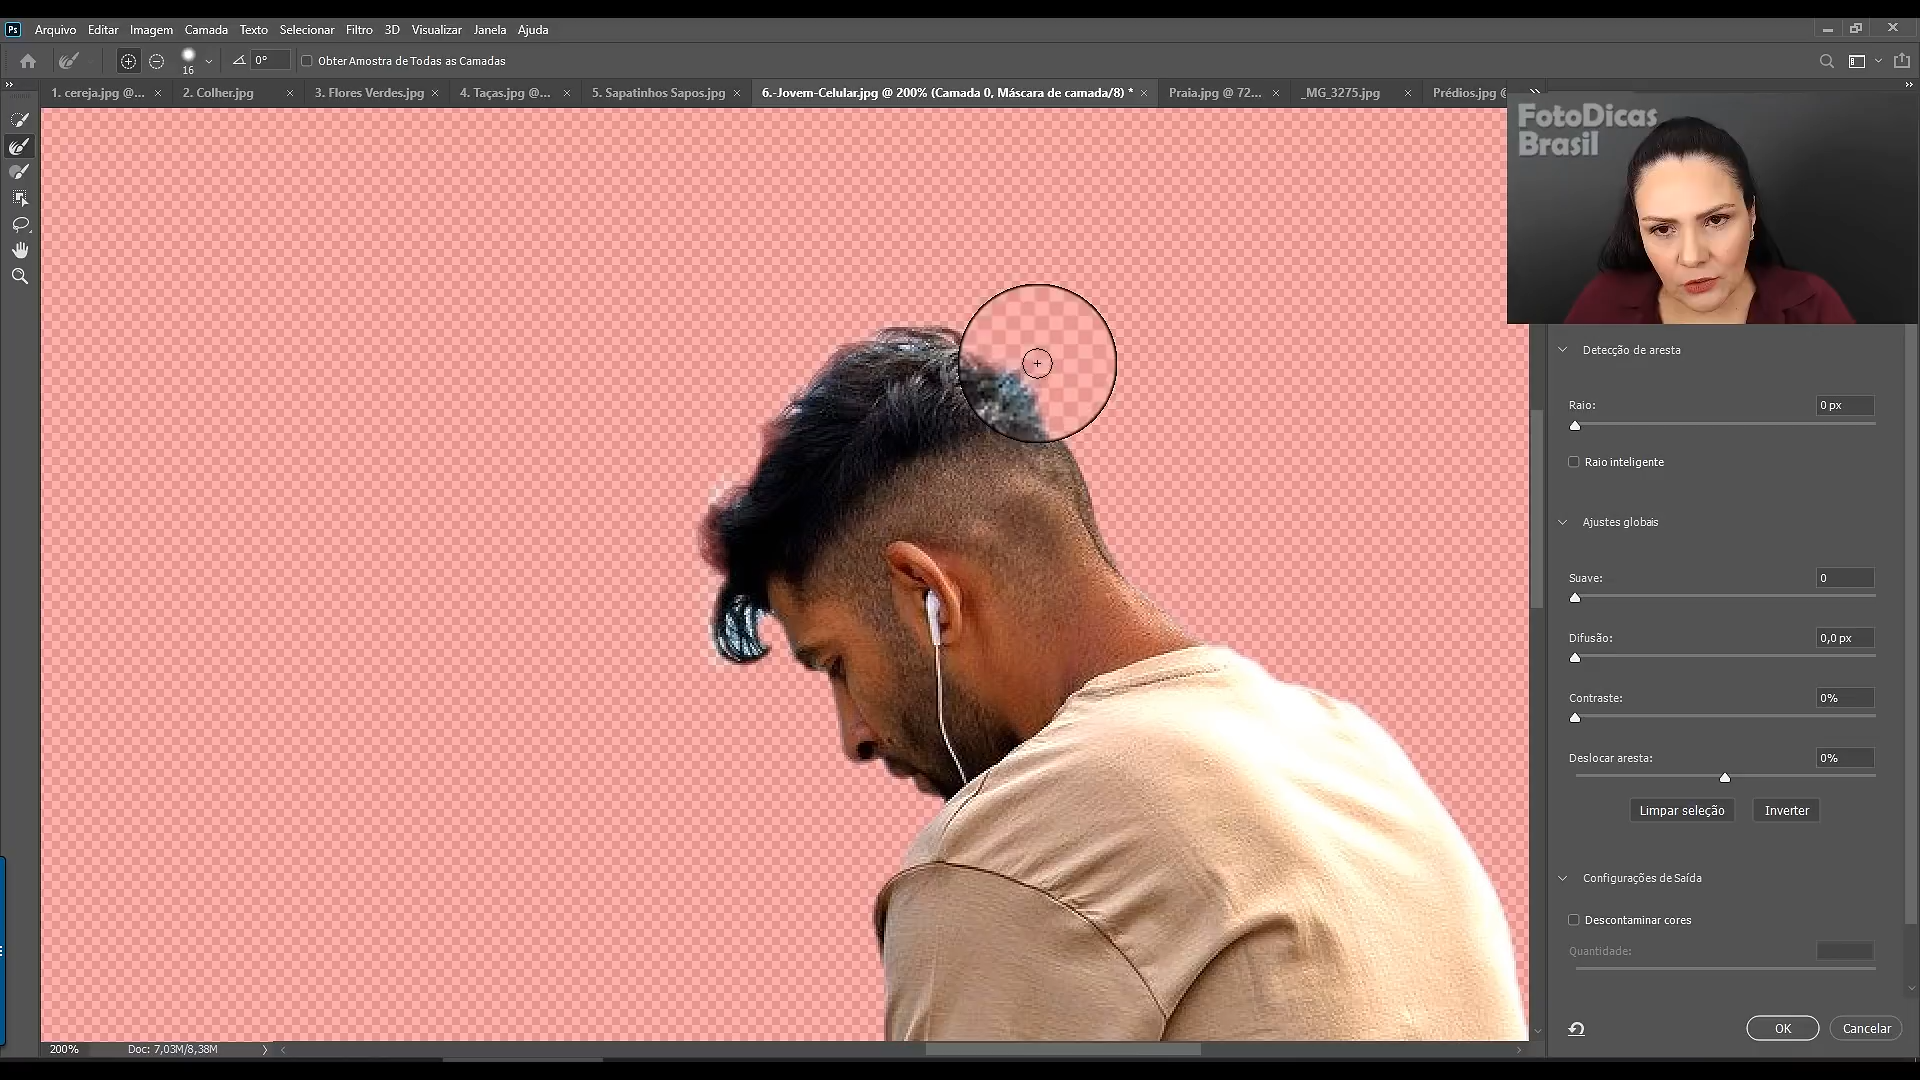 Ps Arquivo Editar Imagem Camada Texto Selecionar Filtro 3D Visualizar Janela Ajuda
16 0° Obter Amostra de Todas as Camadas
1. cereja.jpg @... 2. Colher.jpg 3. Flores Verdes.jpg 4. Taças.jpg @... 5. Sapatinhos Sapos.jpg 6.-Jovem-Celular.jpg @ 200% (Camada 0, Máscara de camada/8) * Praia.jpg @ 72... _MG_3275.jpg Prédios.jpg @
FotoDicas
Brasil
Detecção de aresta
Raio: 0 px
Raio inteligente
Ajustes globais
Suave: 0
Difusão: 0,0 px
Contraste: 0%
Deslocar aresta: 0%
Limpar seleção Inverter
Configurações de Saída
Descontaminar cores
Quantidade:
OK Cancelar
200% Doc: 7,03M/8,38M